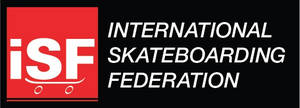 iSF
INTERNATIONAL
SKATEBOARDING
FEDERATION